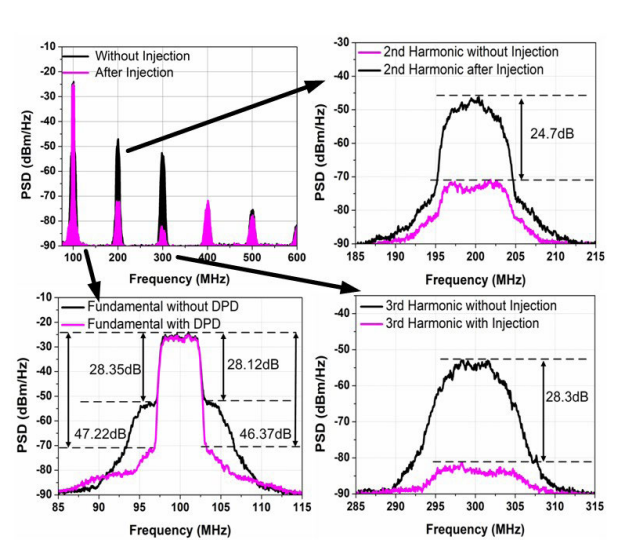 -10
-20
-30
-40
-50
-60
-70
-80
-90
PSD (dBm/Hz)
Without Injection
After Injection
100 200 300 400 500 600
Frequency (MHz)
-30
-40
-50
-60
-70
-80
-90
PSD (dBm/Hz)
2nd Harmonic without Injection
2nd Harmonic after Injection
24.7dB
185 190 195 200 205 210 215
Frequency (MHz)
-10
-20
-30
-40
-50
-60
-70
-80
-90
PSD (dBm/Hz)
Fundamental without DPD
Fundamental with DPD
28.35dB
28.12dB
47.22dB
46.37dB
85 90 95 100 105 110 115
Frequency (MHz)
-40
-50
-60
-70
-80
-90
PSD (dBm/Hz)
3rd Harmonic without Injection
3rd Harmonic with Injection
28.3dB
285 290 295 300 305 310 315
Frequency (MHz)